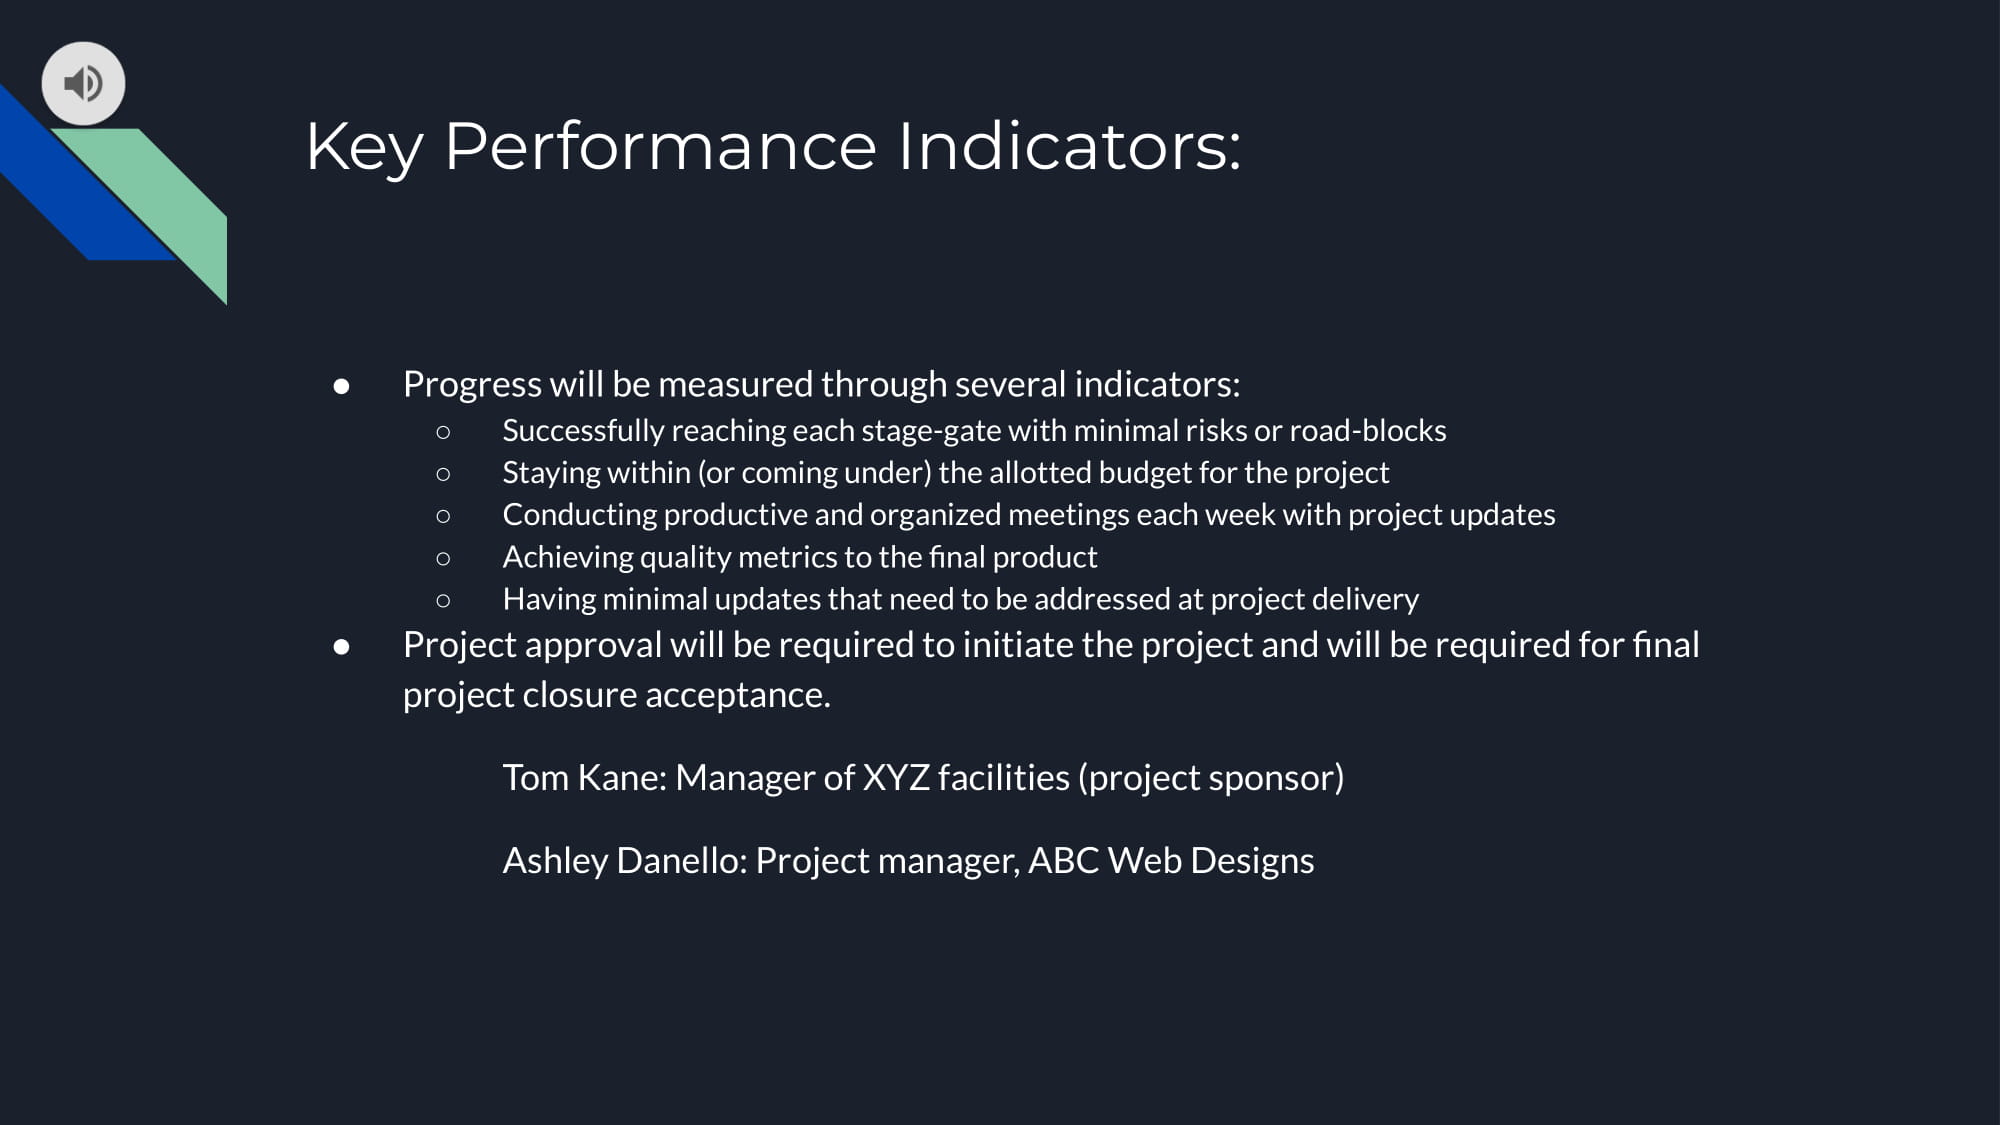 Key Performance Indicators:
● Progress will be measured through several indicators:
○ Successfully reaching each stage-gate with minimal risks or road-blocks
○ Staying within (or coming under) the allotted budget for the project
○ Conducting productive and organized meetings each week with project updates
○ Achieving quality metrics to the final product
○ Having minimal updates that need to be addressed at project delivery
● Project approval will be required to initiate the project and will be required for final
project closure acceptance.
Tom Kane: Manager of XYZ facilities (project sponsor)
Ashley Danello: Project manager, ABC Web Designs